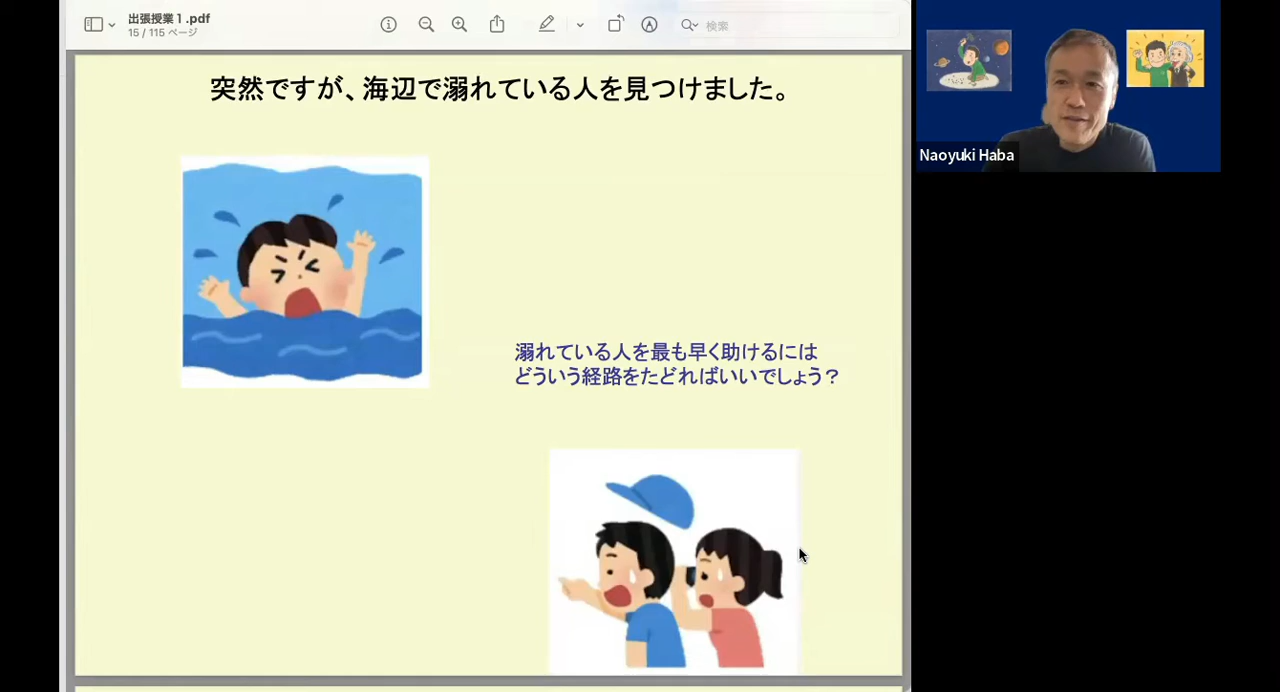 出張授業１.pdf
15 / 115 ページ
検索
突然ですが、海辺で溺れている人を見つけました。
溺れている人を最も早く助けるには
どういう経路をたどればいいでしょう？
Naoyuki Haba